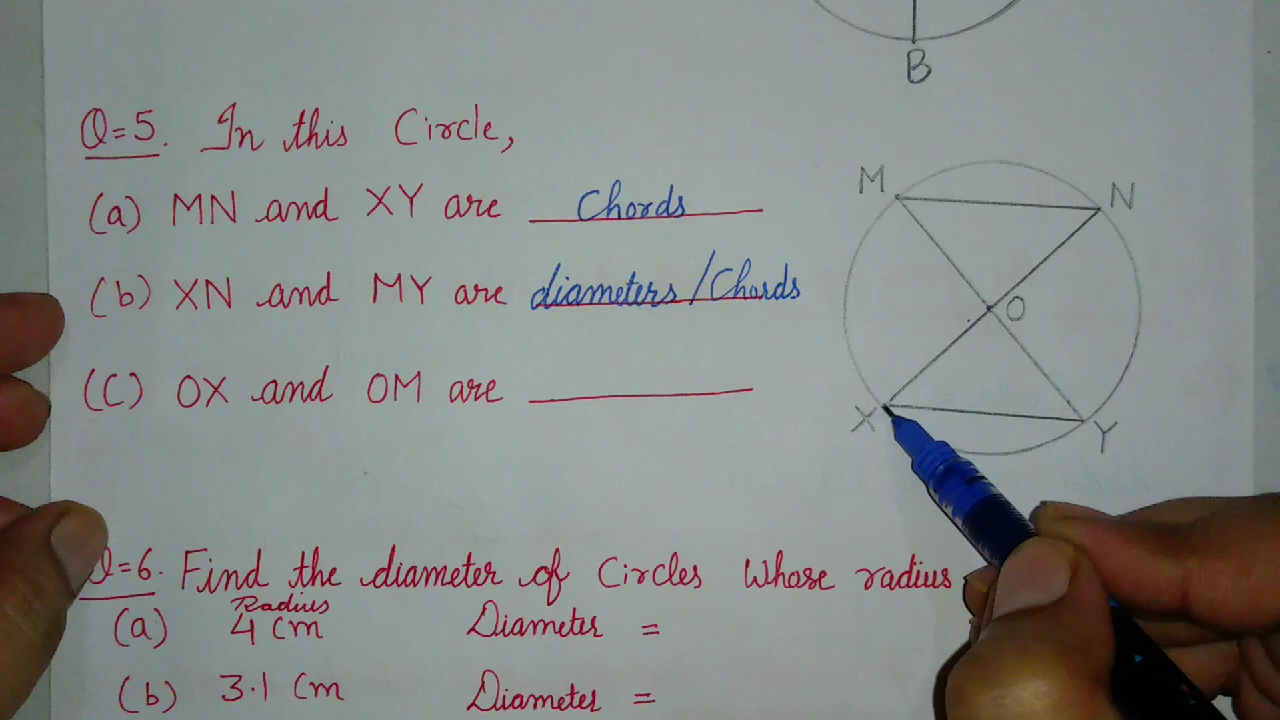 B
Q=5. In this Circle,
(a) MN and XY are Chords
(b) XN and MY are diameters/Chords
(C) OX and OM are
M
N
O
X
Y
Q=6. Find the diameter of Circles Whose radius
Radius
(a) 4 Cm Diameter =
(b) 3.1 Cm Diameter =